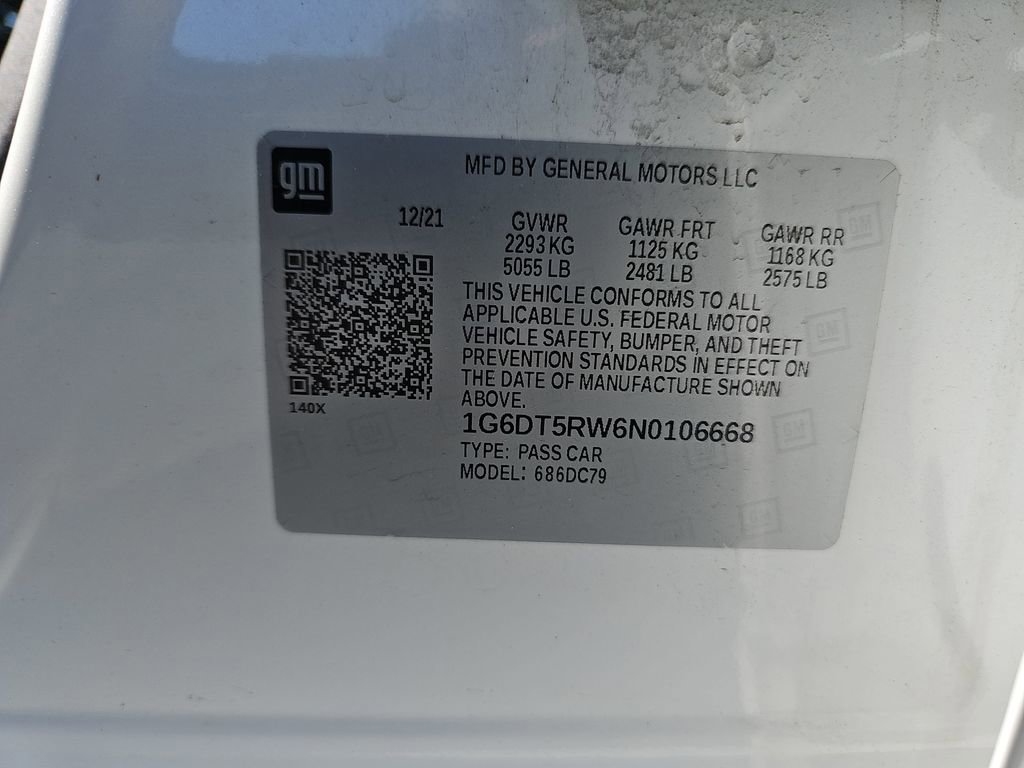 gm
MFD BY GENERAL MOTORS LLC
12/21
GVWR
2293 KG
5055 LB
GAWR FRT
1125 KG
2481 LB
GAWR RR
1168 KG
2575 LB
THIS VEHICLE CONFORMS TO ALL
APPLICABLE U.S. FEDERAL MOTOR
VEHICLE SAFETY, BUMPER, AND THEFT
PREVENTION STANDARDS IN EFFECT ON
THE DATE OF MANUFACTURE SHOWN
ABOVE.
140X
1G6DT5RW6N0106668
TYPE: PASS CAR
MODEL: 686DC79